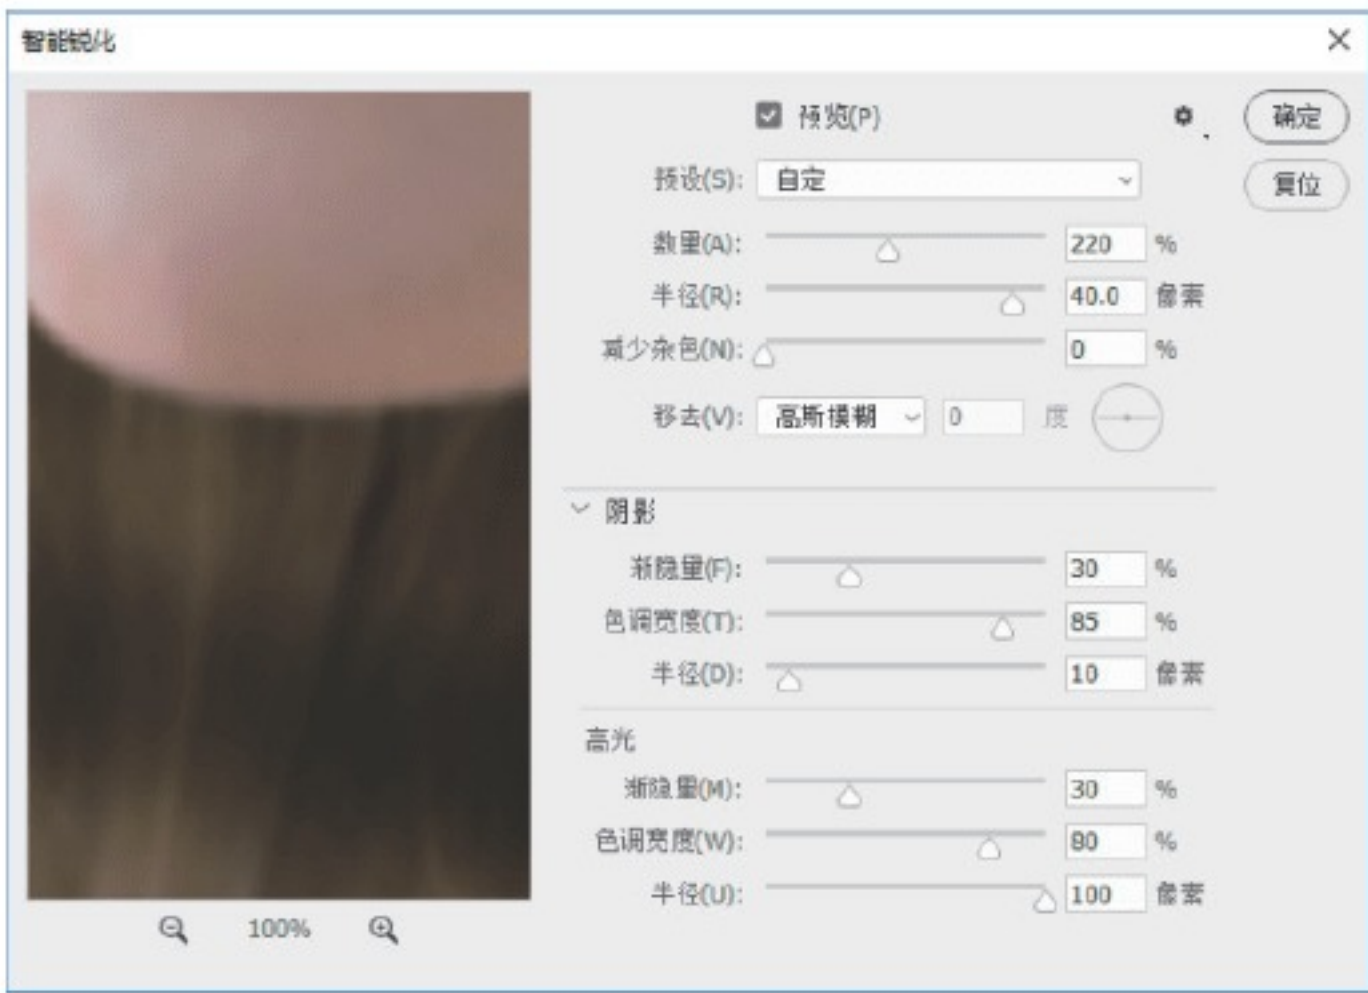 智能锐化
预览(P)
确定
预设(S): 自定
复位
数量(A): 220 %
半径(R): 40.0 像素
减少杂色(N): 0 %
移去(V): 高斯模糊 0 度
阴影
渐隐量(F): 30 %
色调宽度(T): 85 %
半径(D): 10 像素
高光
渐隐量(M): 30 %
色调宽度(W): 80 %
半径(U): 100 像素
100%